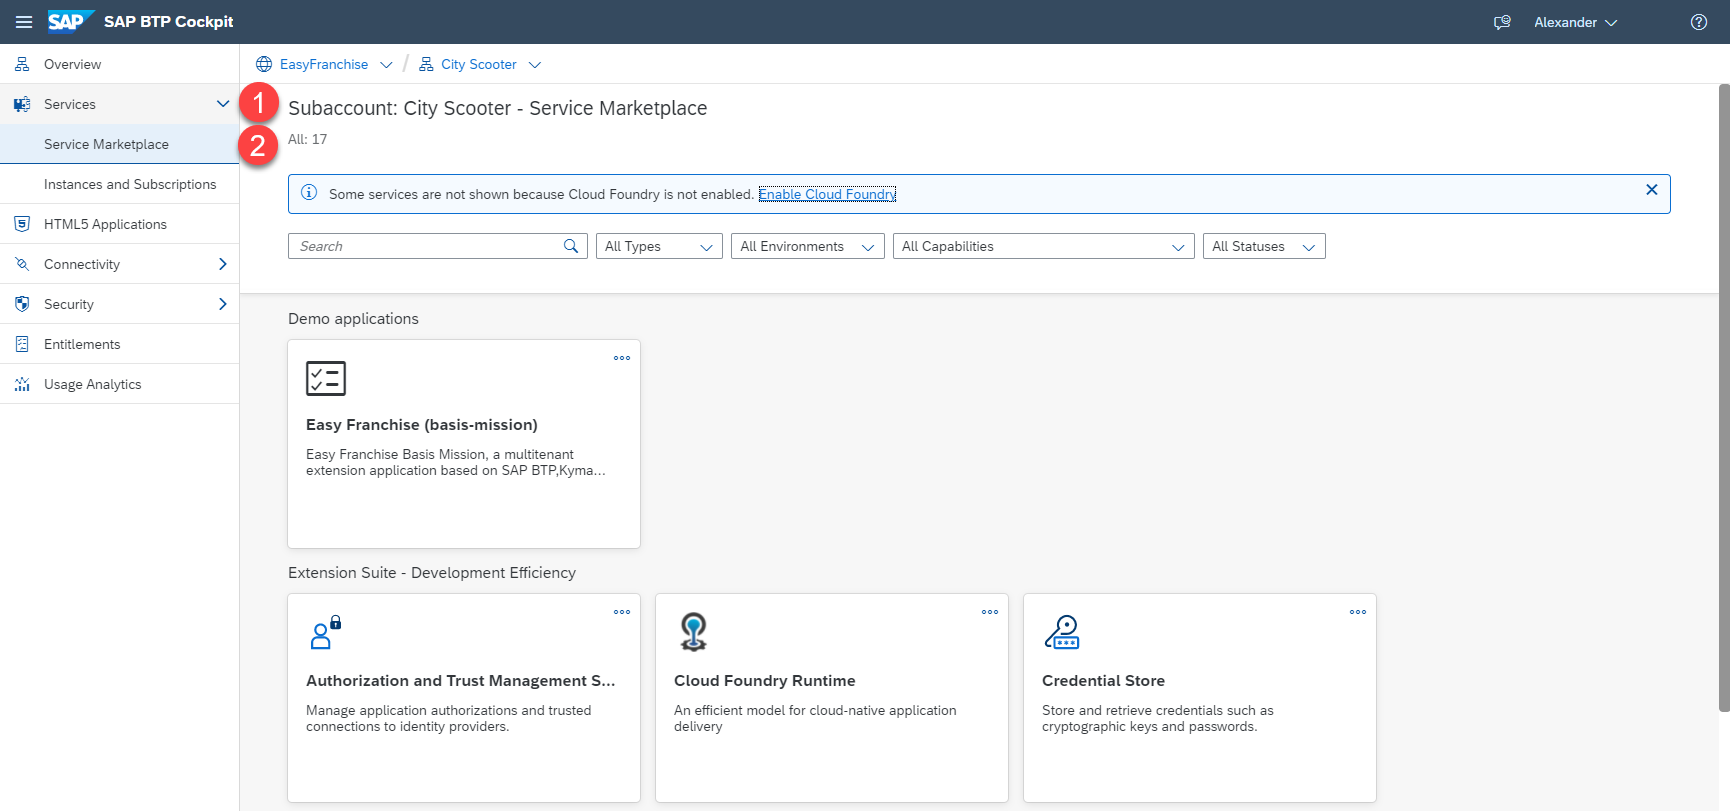 SAP SAP BTP Cockpit
Alexander
Overview
Services
Service Marketplace
Instances and Subscriptions
HTML5 Applications
Connectivity
Security
Entitlements
Usage Analytics
1
2
EasyFranchise / City Scooter
Subaccount: City Scooter - Service Marketplace
All: 17
Some services are not shown because Cloud Foundry is not enabled. Enable Cloud Foundry
Search
All Types
All Environments
All Capabilities
All Statuses
Demo applications
Easy Franchise (basis-mission)
Easy Franchise Basis Mission, a multitenant
extension application based on SAP BTP,Kyma...
Extension Suite - Development Efficiency
Authorization and Trust Management S...
Manage application authorizations and trusted
connections to identity providers.
Cloud Foundry Runtime
An efficient model for cloud-native application
delivery
Credential Store
Store and retrieve credentials such as
cryptographic keys and passwords.